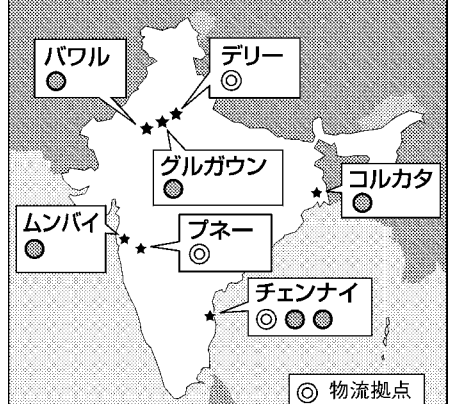 バワル
デリー
◎
グルガウン
コルカタ
ムンバイ
プネー
◎
チェンナイ
◎
◎ 物流拠点